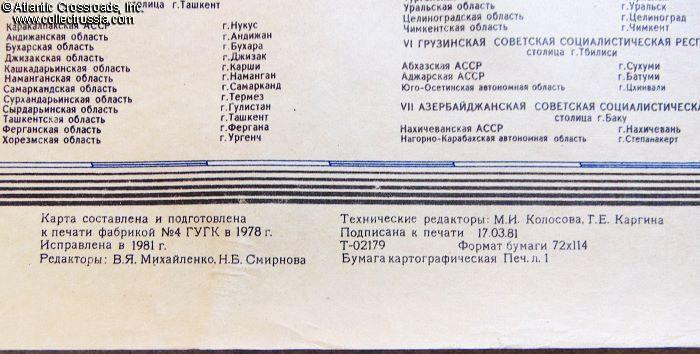 © Atlantic Crossroads, Inc.
www.collectrussia.com
столица г.Ташкент
Каракалпакская АССР г.Нукус
Андижанская область г.Андижан
Бухарская область г.Бухара
Джизакская область г.Джизак
Кашкадарьинская область г.Карши
Наманганская область г.Наманган
Самаркандская область г.Самарканд
Сурхандарьинская область г.Термез
Сырдарьинская область г.Гулистан
Ташкентская область г.Ташкент
Ферганская область г.Фергана
Хорезмская область г.Ургенч
Уральская область г.Уральск
Целиноградская область г.Целиноград
Чимкентская область г.Чимкент
VI ГРУЗИНСКАЯ СОВЕТСКАЯ СОЦИАЛИСТИЧЕСКАЯ
столица г.Тбилиси
Абхазская АССР г.Сухуми
Аджарская АССР г.Батуми
Юго-Осетинская автономная область г.Цхинвали
VII АЗЕРБАЙДЖАНСКАЯ СОВЕТСКАЯ
столица г.Баку
Нахичеванская АССР г.Нахичевань
Нагорно-Карабахская автономная область г.Степанакерт
Карта составлена и подготовлена
к печати фабрикой №4 ГУГК в 1978 г.
Исправлена в 1981 г.
Редакторы: В.Я. Михайленко, Н.Б. Смирнова
Технические редакторы: М.И. Колосова, Г.Е. Каргина
Подписана к печати 17.03.81
Т-02179 Формат бумаги 72х114
Бумага картографическая Печ. л. 1